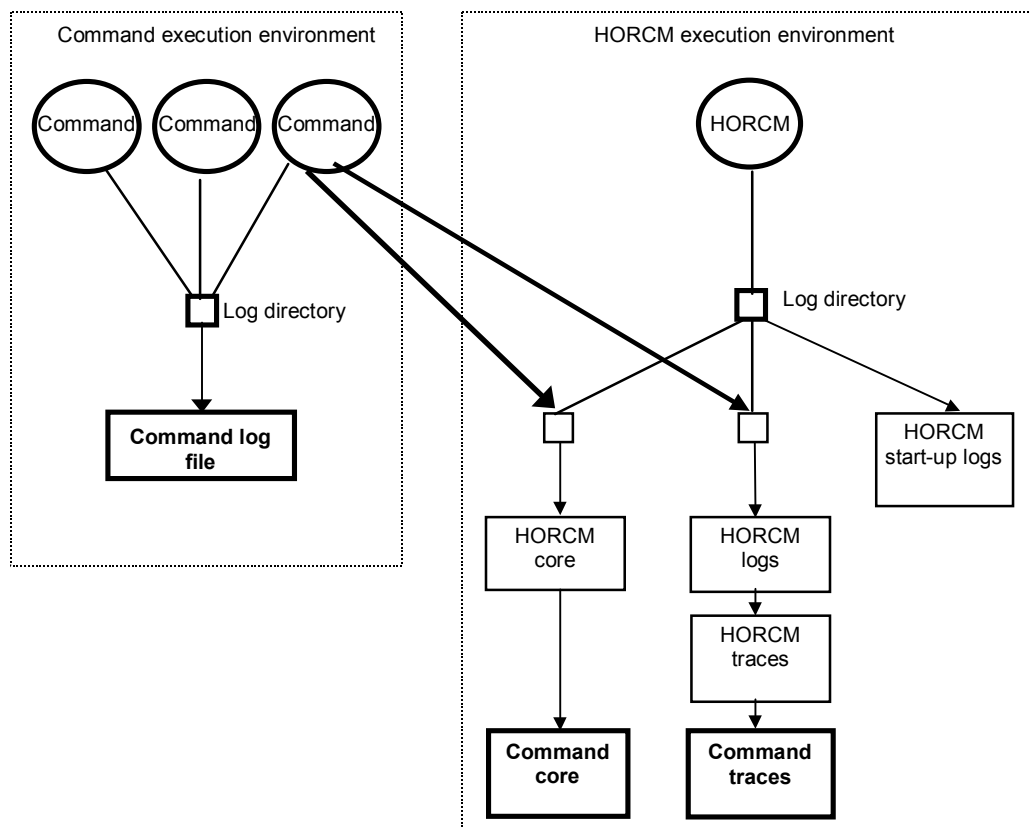 Command execution environment
HORCM execution environment
Command
Command
Command
HORCM
Log directory
Log directory
Command log
file
HORCM
start-up logs
HORCM
core
HORCM
logs
HORCM
traces
Command
core
Command
traces